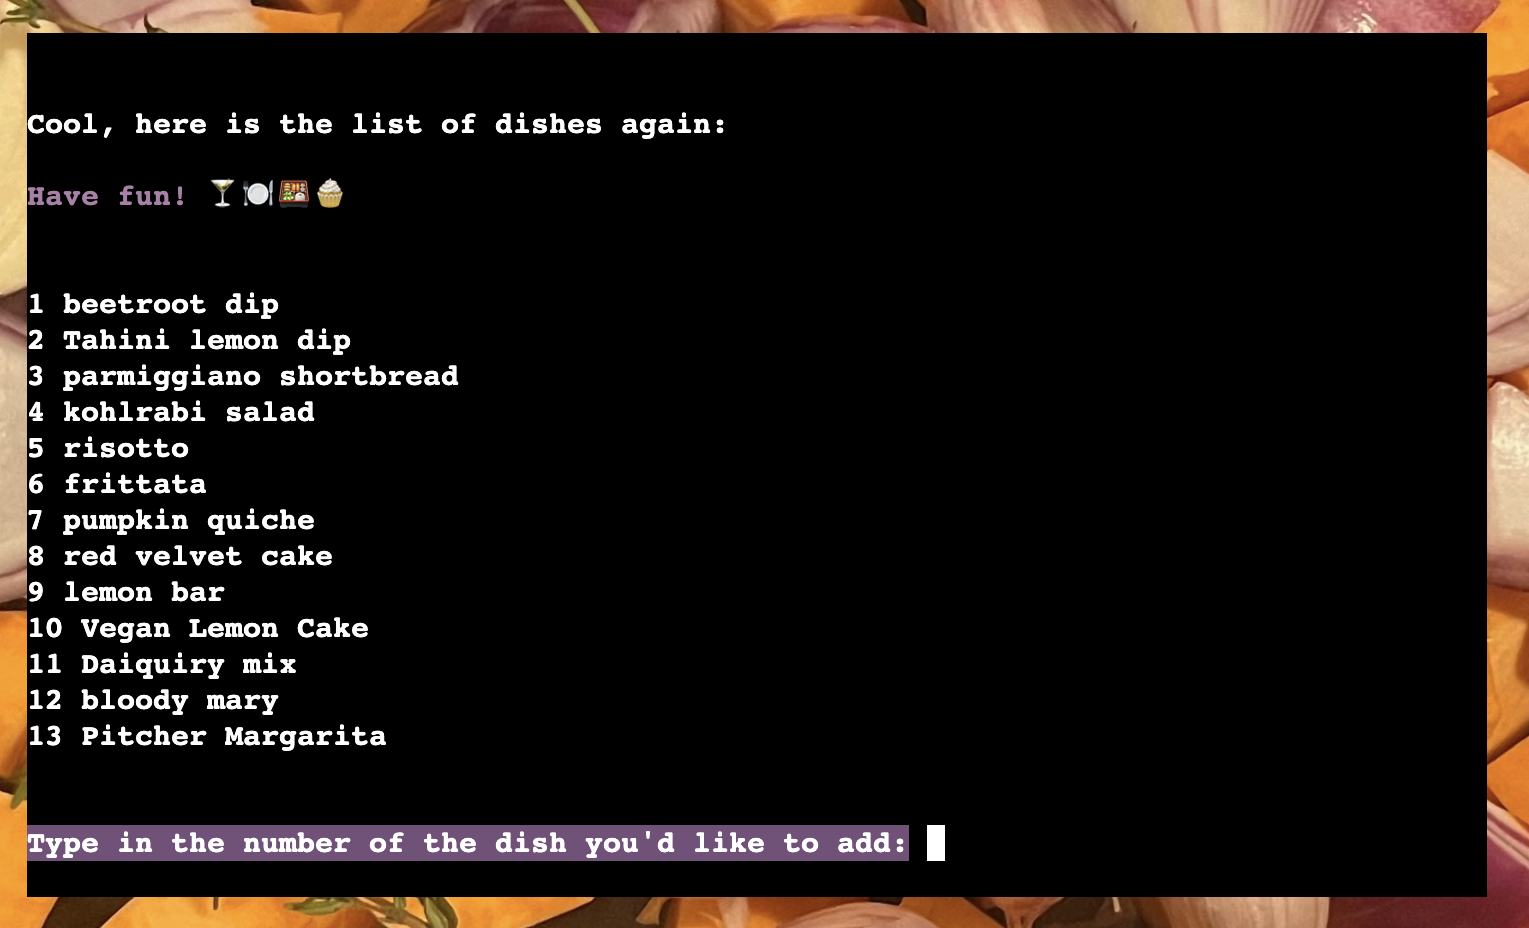 Cool, here is the list of dishes again:
Have fun! 🍸🍽️🍱🧁
1 beetroot dip
2 Tahini lemon dip
3 parmiggiano shortbread
4 kohlrabi salad
5 risotto
6 frittata
7 pumpkin quiche
8 red velvet cake
9 lemon bar
10 Vegan Lemon Cake
11 Daiquiry mix
12 bloody mary
13 Pitcher Margarita
Type in the number of the dish you'd like to add: